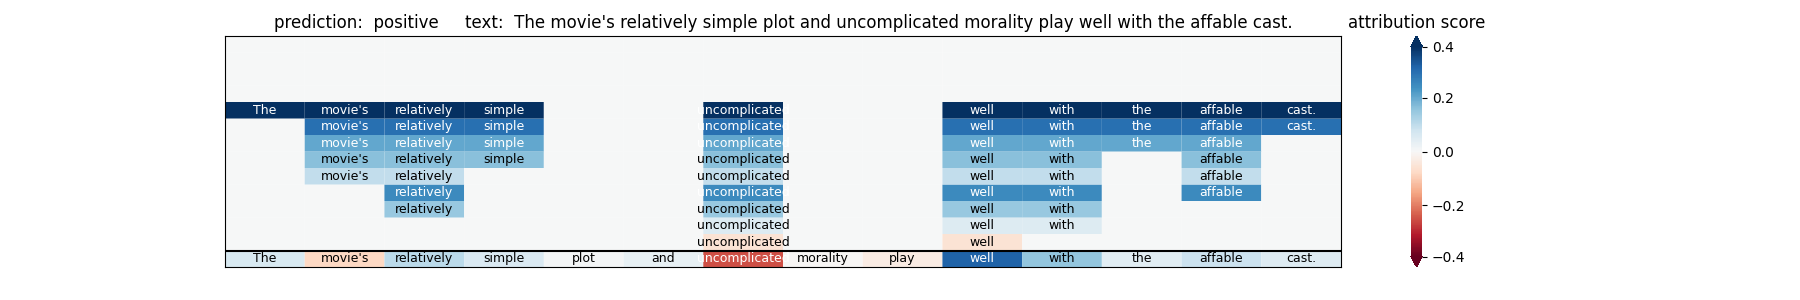 prediction:  positive     text:  The movie's relatively simple plot and uncomplicated morality play well with the affable cast.
attribution score
The movie's relatively simple uncomplicated well with the affable cast.
movie's relatively simple uncomplicated well with the affable cast.
movie's relatively simple uncomplicated well with the affable
movie's relatively simple uncomplicated well with affable
movie's relatively uncomplicated well with affable
relatively uncomplicated well with affable
relatively uncomplicated well with
uncomplicated well with
uncomplicated well
The movie's relatively simple plot and uncomplicated morality play well with the affable cast.
0.4
0.2
0.0
−0.2
−0.4